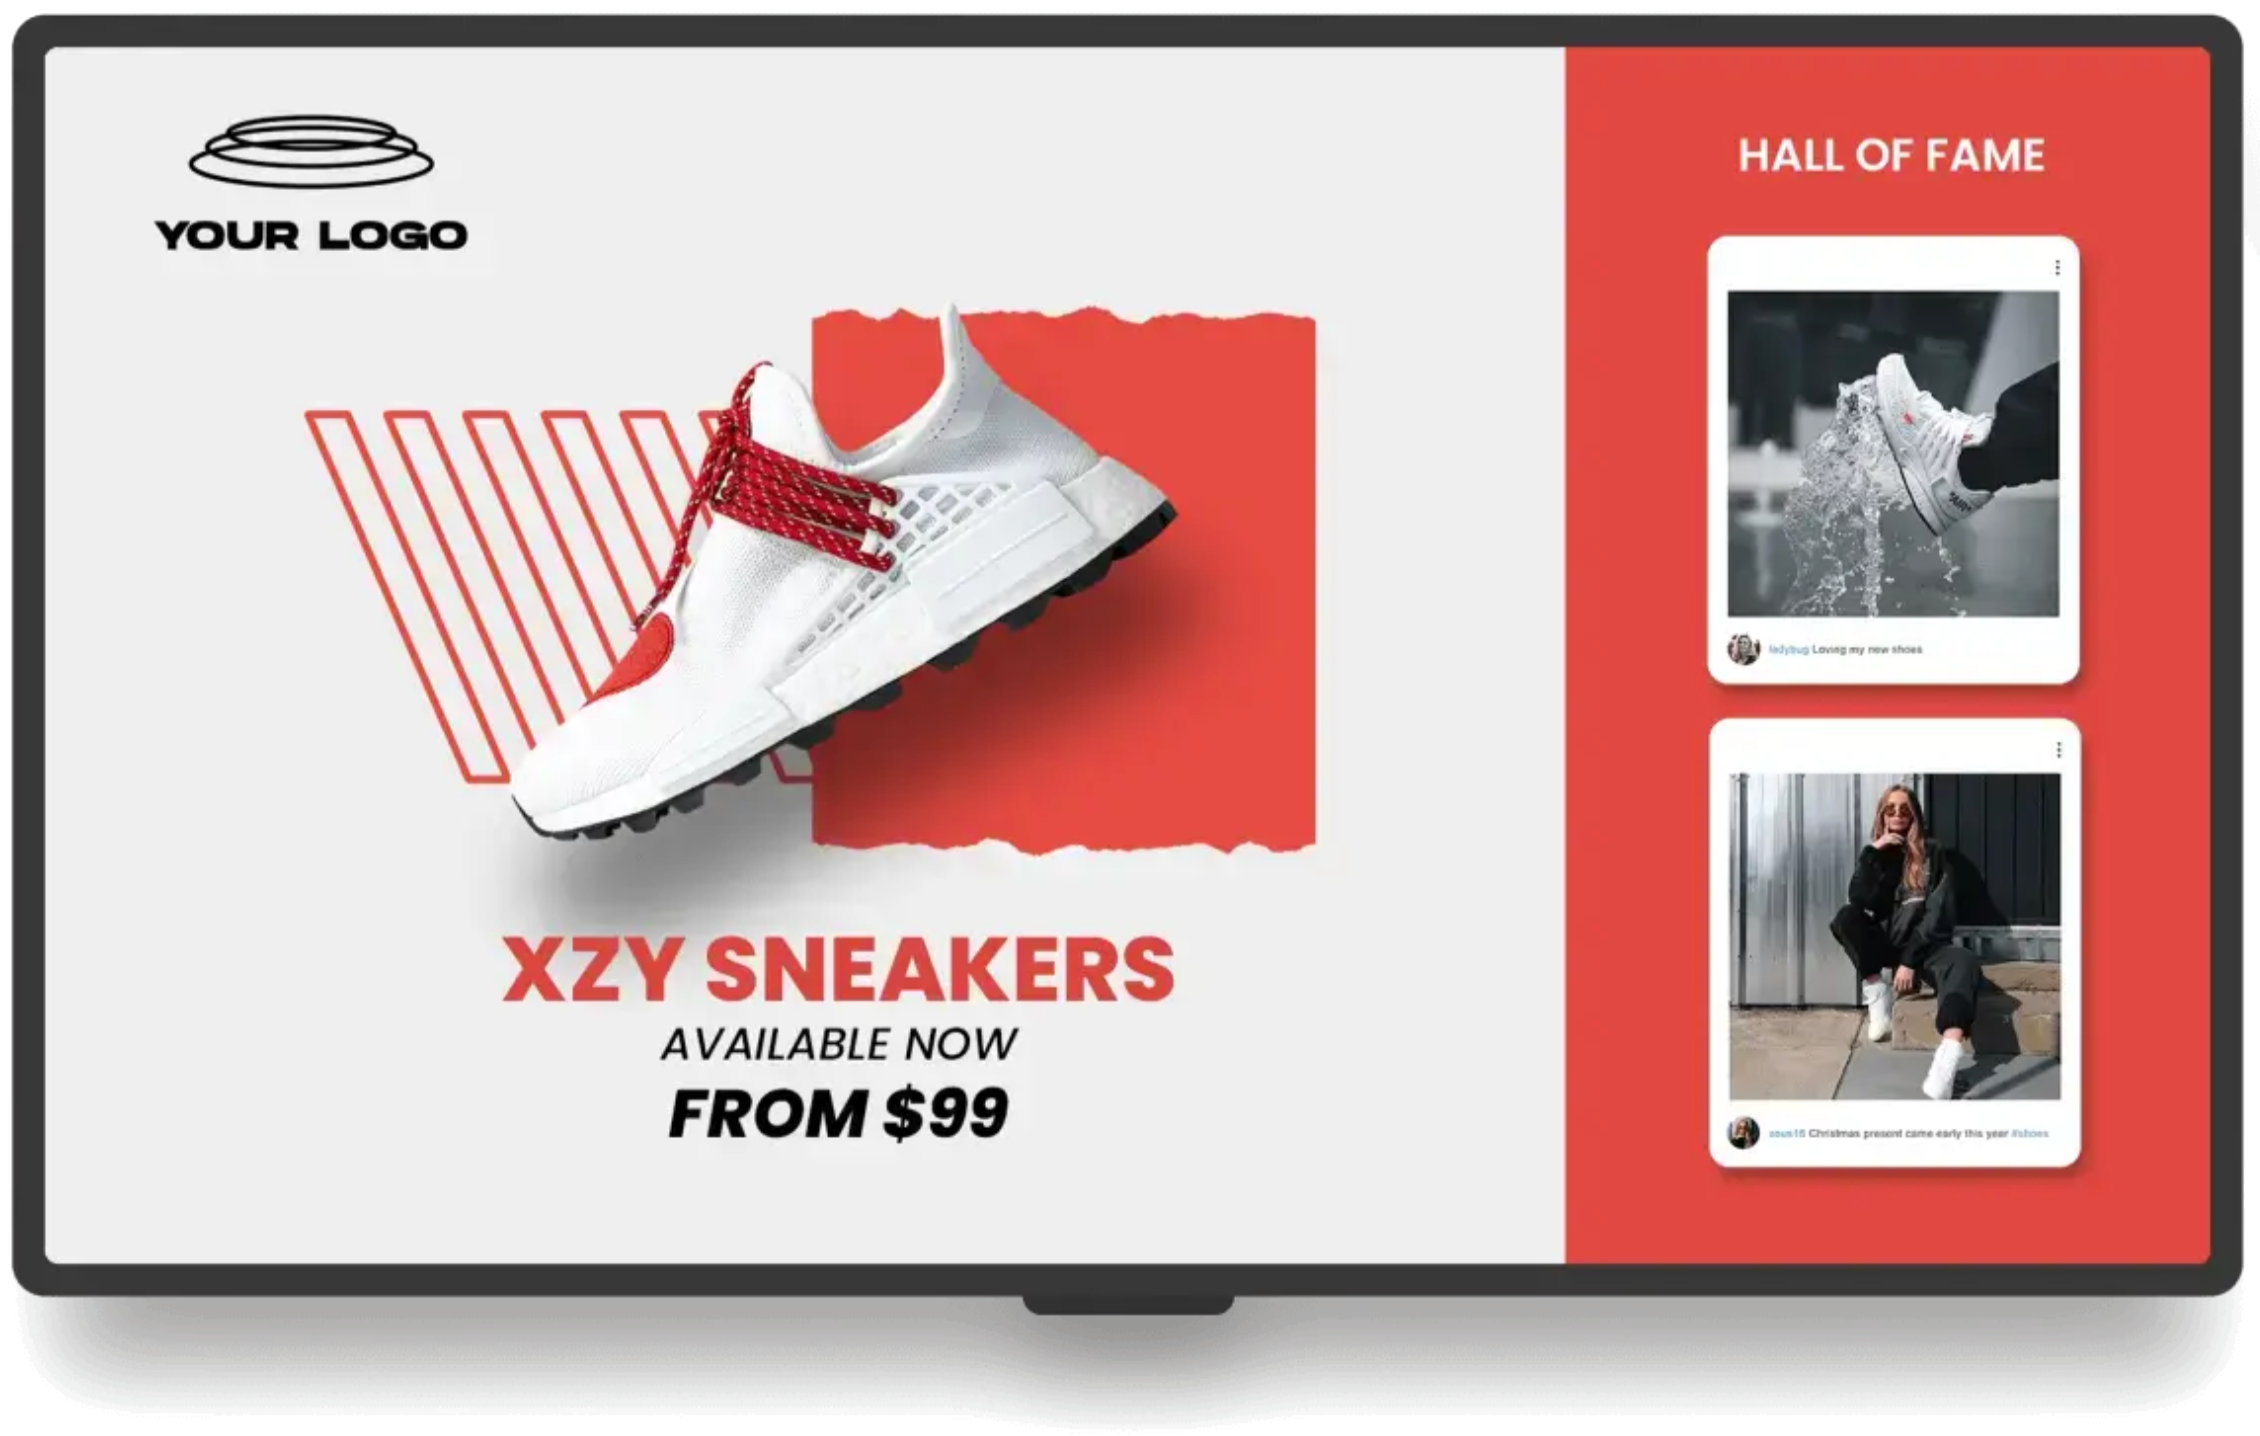 YOUR LOGO
XZY SNEAKERS
AVAILABLE NOW
FROM $99
HALL OF FAME
ladybug Loving my new shoes
Christmas present came early this year #shoes